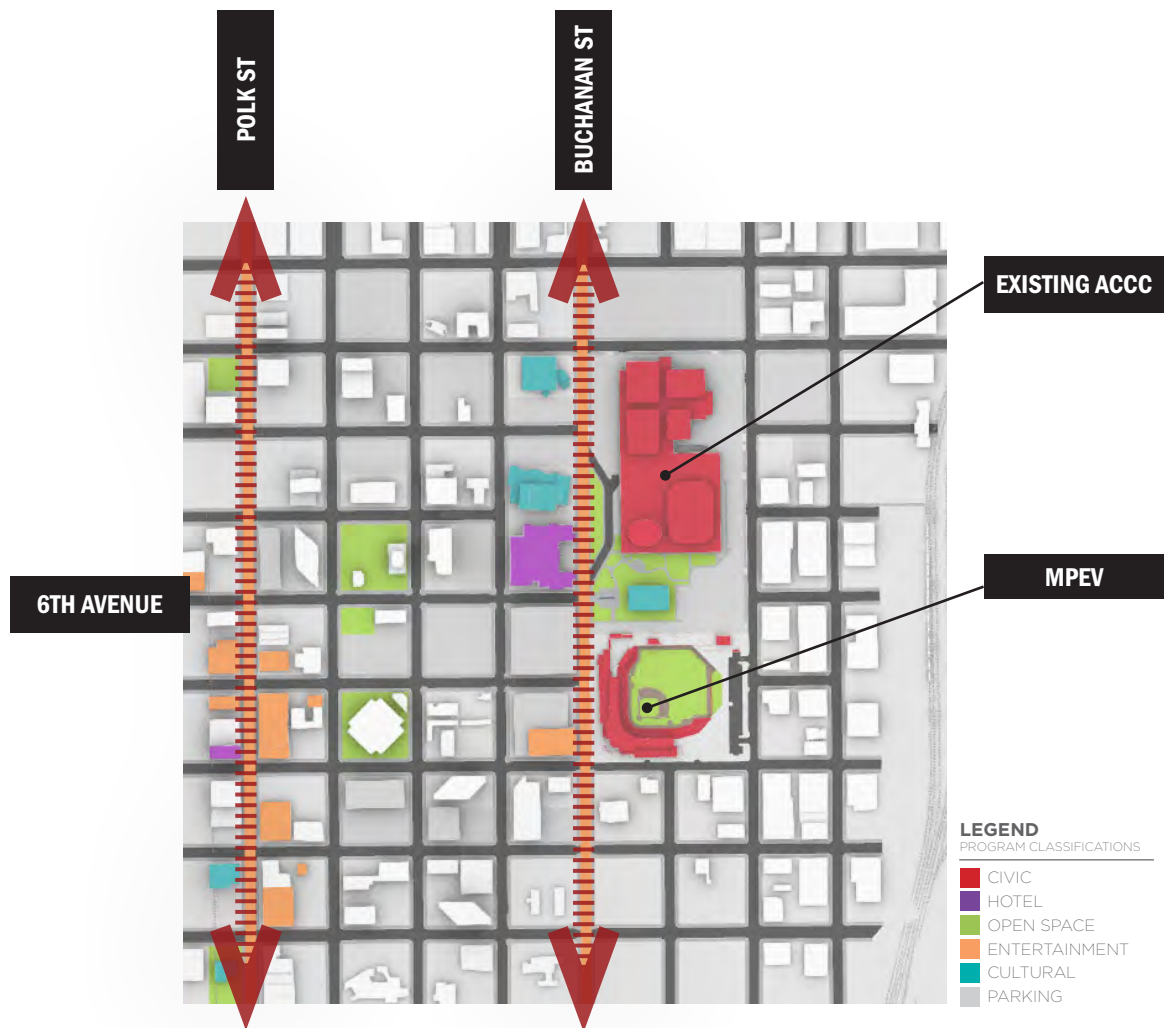 POLK ST
BUCHANAN ST
EXISTING ACCC
MPEV
6TH AVENUE
LEGEND
PROGRAM CLASSIFICATIONS
CIVIC
HOTEL
OPEN SPACE
ENTERTAINMENT
CULTURAL
PARKING